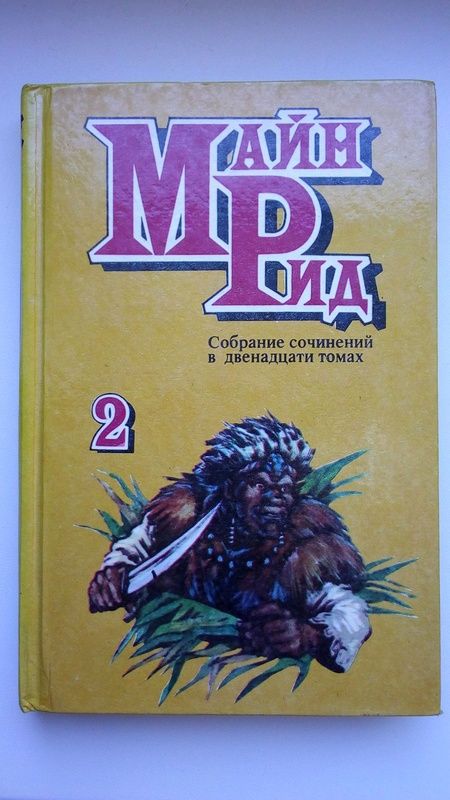 МАЙН
РИД
Собрание сочинений
в двенадцати томах
2